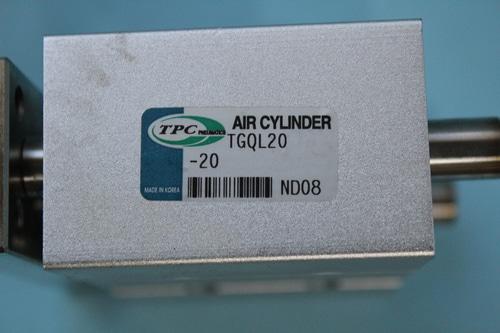 TPC PNEUMATICS
AIR CYLINDER
TGQL20
-20
MADE IN KOREA
ND08